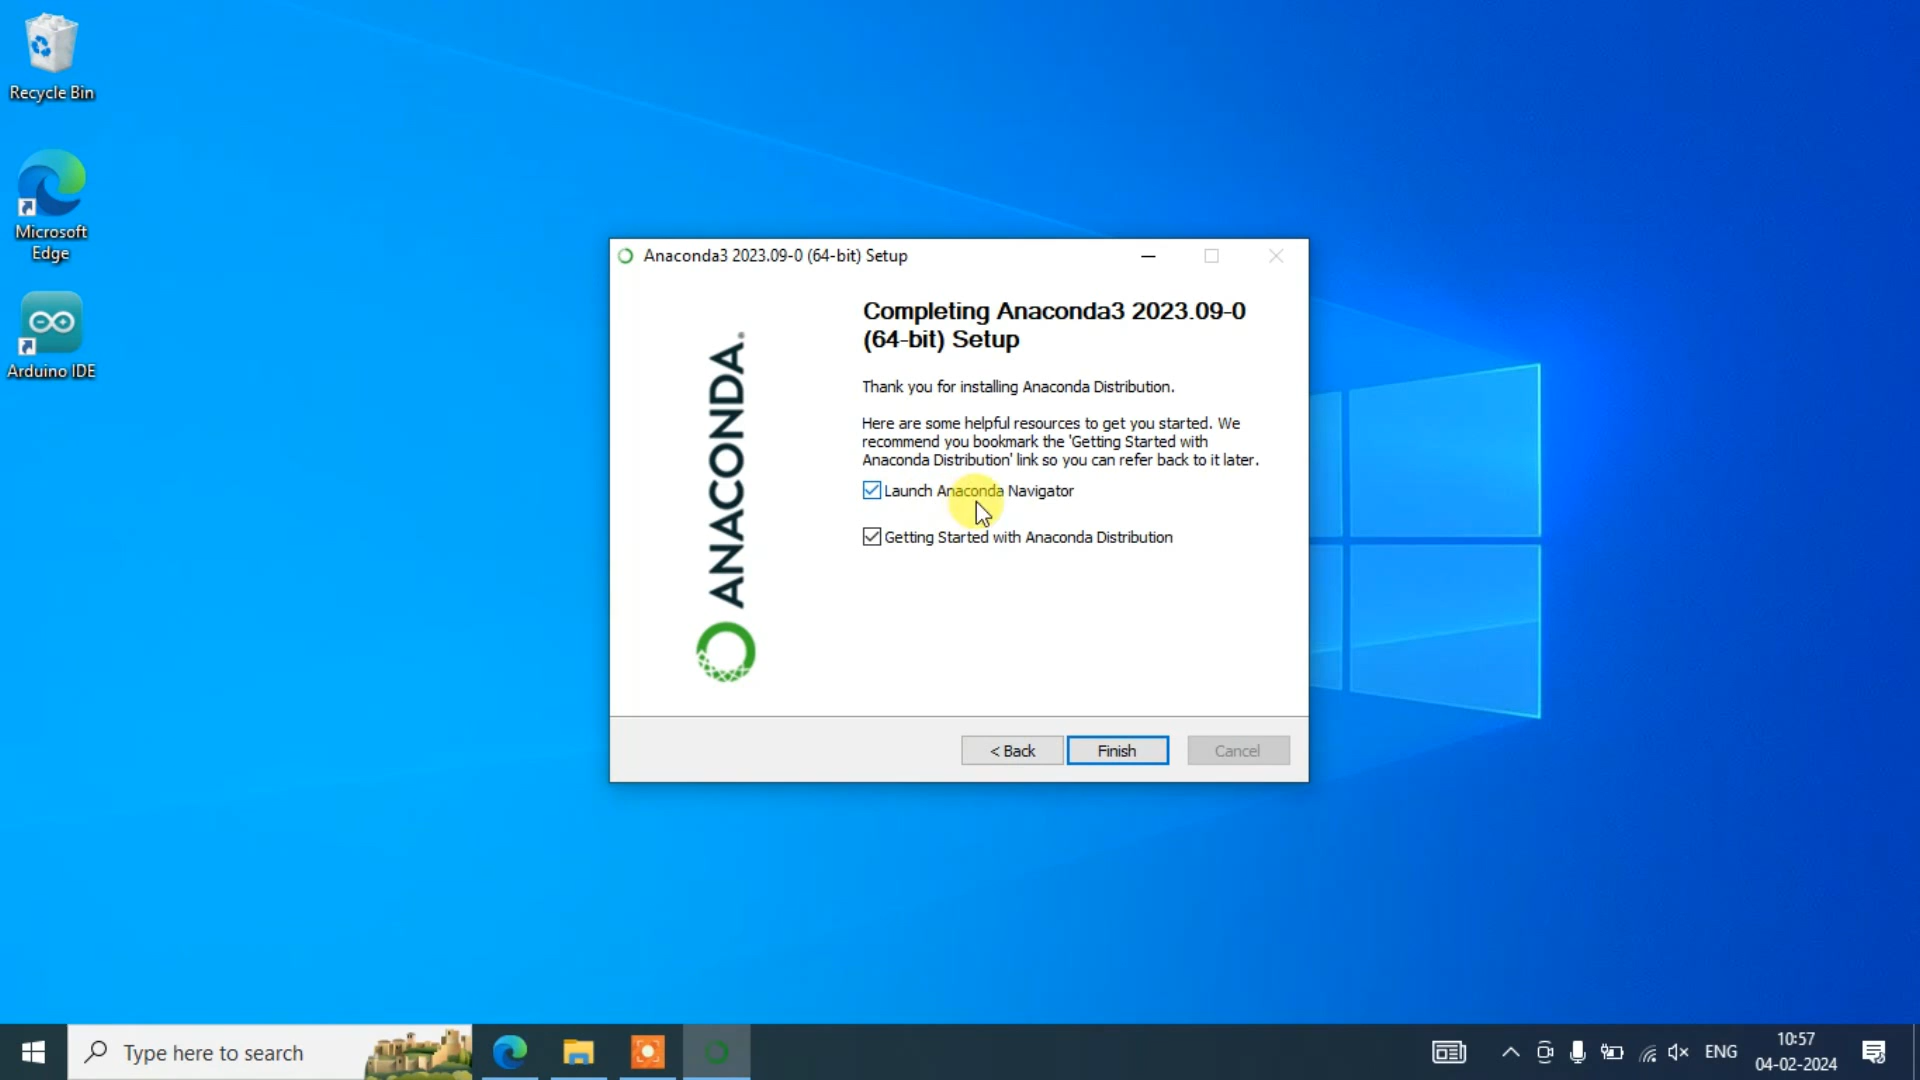 Recycle Bin
Microsoft
Edge
Arduino IDE
Anaconda3 2023.09-0 (64-bit) Setup
ANACONDA®
Completing Anaconda3 2023.09-0
(64-bit) Setup
Thank you for installing Anaconda Distribution.
Here are some helpful resources to get you started. We
recommend you bookmark the 'Getting Started with
Anaconda Distribution' link so you can refer back to it later.
Launch Anaconda Navigator
Getting Started with Anaconda Distribution
< Back
Finish
Cancel
Type here to search
ENG
10:57
04-02-2024